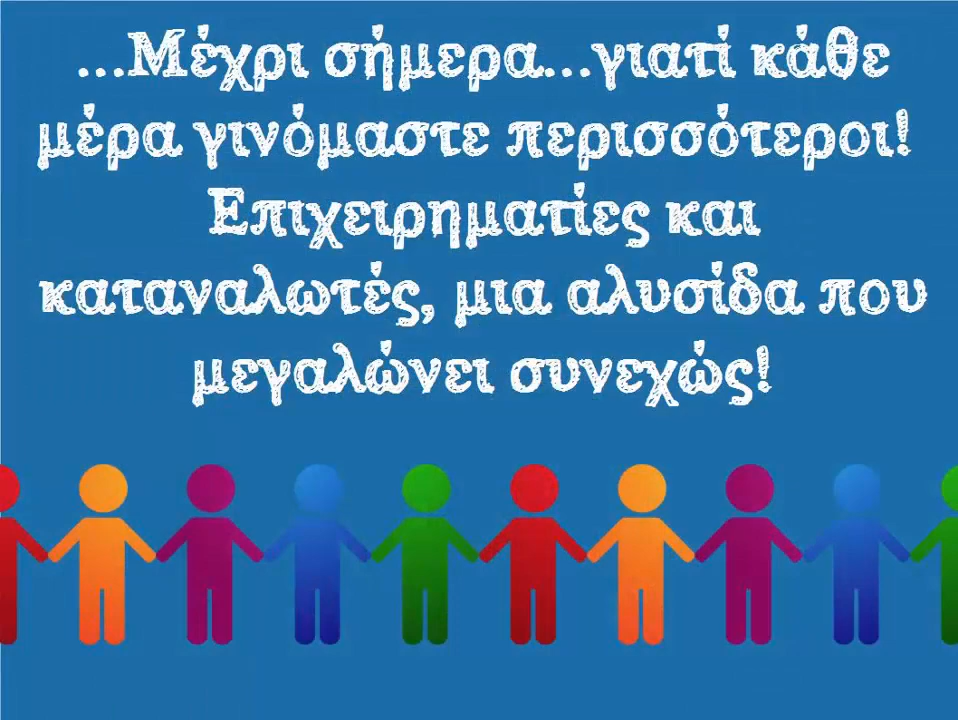 ...Μέχρι σήμερα...γιατί κάθε
μέρα γινόμαστε περισσότεροι!
Επιχειρηματίες και
καταναλωτές, μια αλυσίδα που
μεγαλώνει συνεχώς!